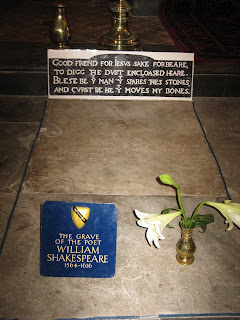 GOOD FREND FOR IESVS SAKE FORBEARE,
TO DIGG THE DVST ENCLOASED HEARE.
BLESE BE Y MAN Y SPARES THES STONES,
AND CVRST BE HE Y MOVES MY BONES.
THE GRAVE
OF THE POET
WILLIAM
SHAKESPEARE
1564-1616